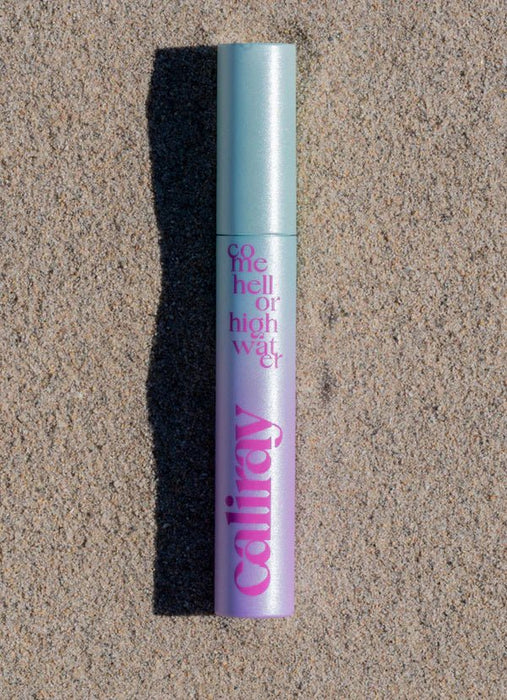 co
me
hell
or
high
wat
er
caliray